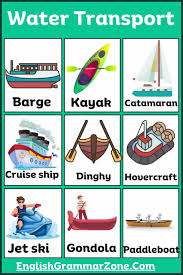 Water Transport
Barge
Kayak
Catamaran
Cruise ship
Dinghy
Hovercraft
Jet ski
Gondola
Paddleboat
EnglishGrammarZone.Com